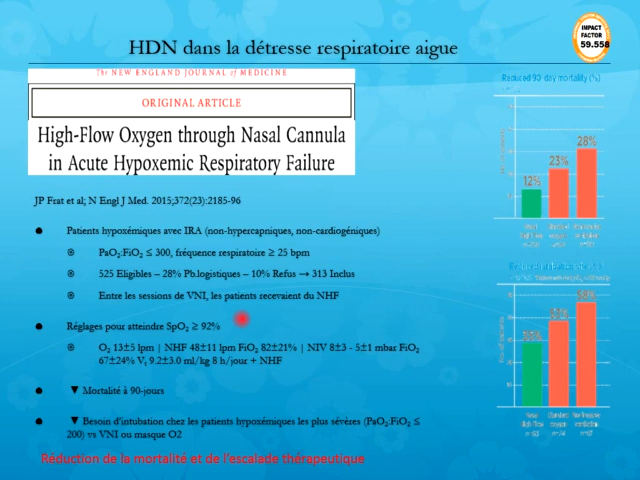 HDN dans la détresse respiratoire aigue
IMPACT
FACTOR
59.558
The NEW ENGLAND JOURNAL of MEDICINE
ORIGINAL ARTICLE
High-Flow Oxygen through Nasal Cannula
in Acute Hypoxemic Respiratory Failure
JP Frat et al; N Engl J Med. 2015;372(23):2185-96
Patients hypoxémiques avec IRA (non-hypercapniques, non-cardiogéniques)
PaO₂:FiO₂ ≤ 300, fréquence respiratoire ≥ 25 bpm
525 Eligibles – 28% Pb.logistiques – 10% Refus → 313 Inclus
Entre les sessions de VNI, les patients recevaient du NHF
Réglages pour atteindre SpO₂ ≥ 92%
O₂ 13±5 lpm | NHF 48±11 lpm FiO₂ 82±21% | NIV 8±3 - 5±1 mbar FiO₂
67±24% V, 9.2±3.0 ml/kg 8 h/jour + NHF
▼ Mortalité à 90-jours
▼ Besoin d'intubation chez les patients hypoxémiques les plus sévères (PaO₂:FiO₂ ≤
200) vs VNI ou masque O2
Réduction de la mortalité et de l'escalade thérapeutique
Reduced 90-day mortality (%)
12%
23%
28%